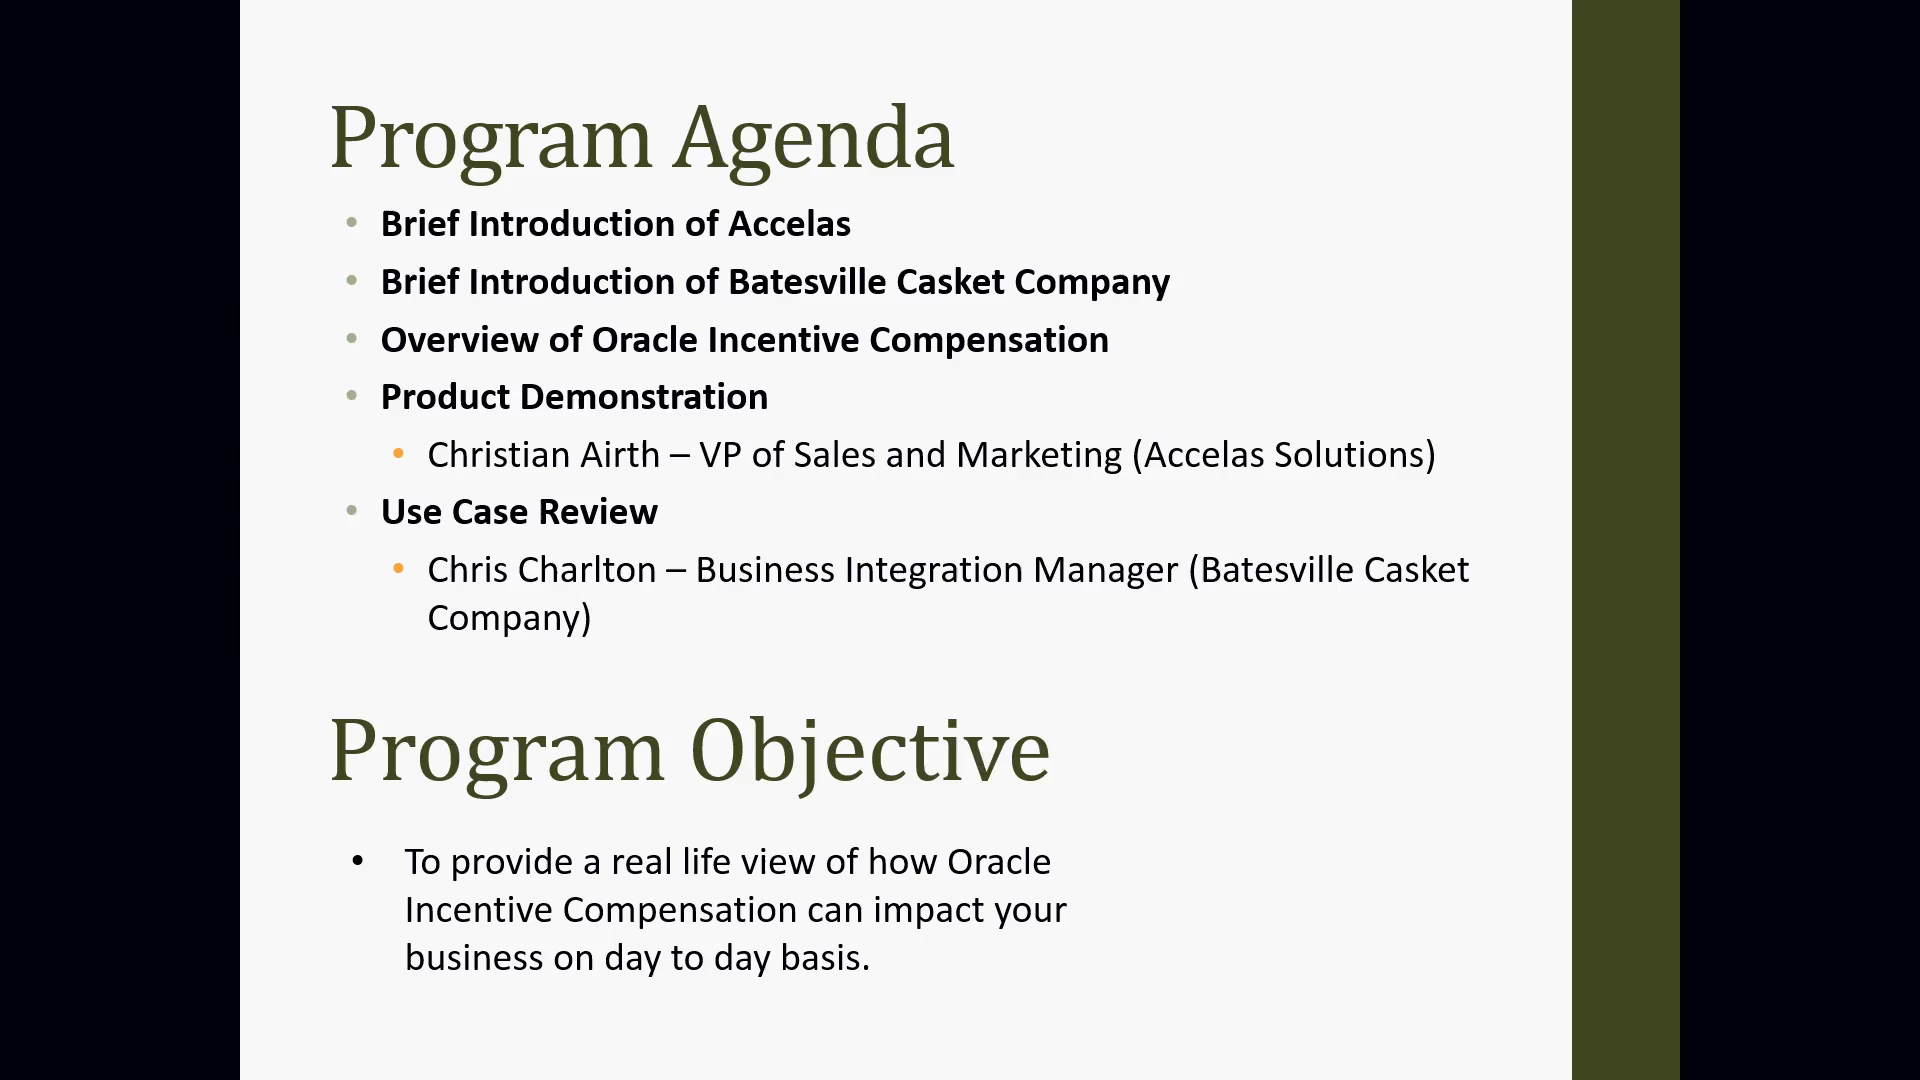 Program Agenda
• Brief Introduction of Accelas
• Brief Introduction of Batesville Casket Company
• Overview of Oracle Incentive Compensation
• Product Demonstration
• Christian Airth – VP of Sales and Marketing (Accelas Solutions)
• Use Case Review
• Chris Charlton – Business Integration Manager (Batesville Casket
Company)
Program Objective
• To provide a real life view of how Oracle
Incentive Compensation can impact your
business on day to day basis.